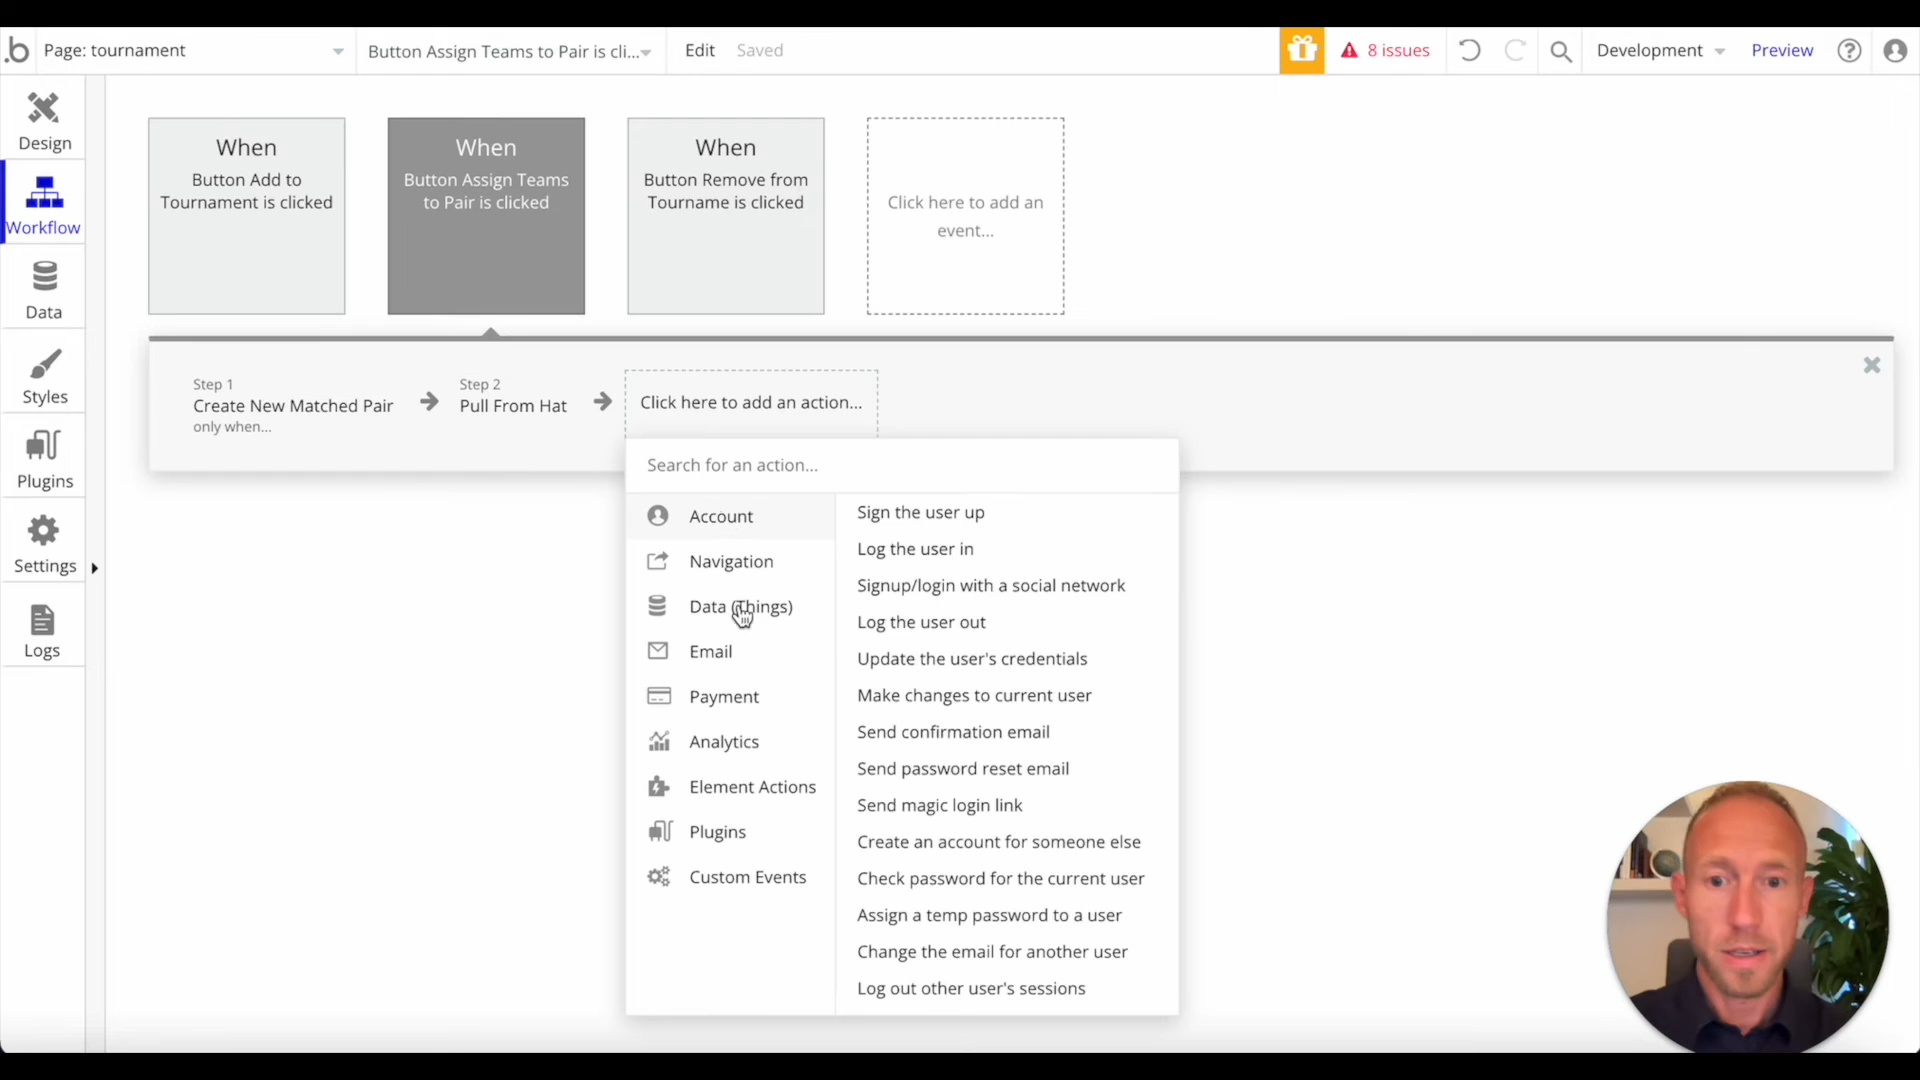 .b
Page: tournament
Button Assign Teams to Pair is cli...
Edit
Saved
8 issues
Development
Preview
?
Design
Workflow
Data
Styles
Plugins
Settings
Logs
When
Button Add to
Tournament is clicked
When
Button Assign Teams
to Pair is clicked
When
Button Remove from
Tourname is clicked
Click here to add an
event...
Step 1
Create New Matched Pair
only when...
Step 2
Pull From Hat
Click here to add an action...
Search for an action...
Account
Navigation
Data (Things)
Email
Payment
Analytics
Element Actions
Plugins
Custom Events
Sign the user up
Log the user in
Signup/login with a social network
Log the user out
Update the user's credentials
Make changes to current user
Send confirmation email
Send password reset email
Send magic login link
Create an account for someone else
Check password for the current user
Assign a temp password to a user
Change the email for another user
Log out other user's sessions